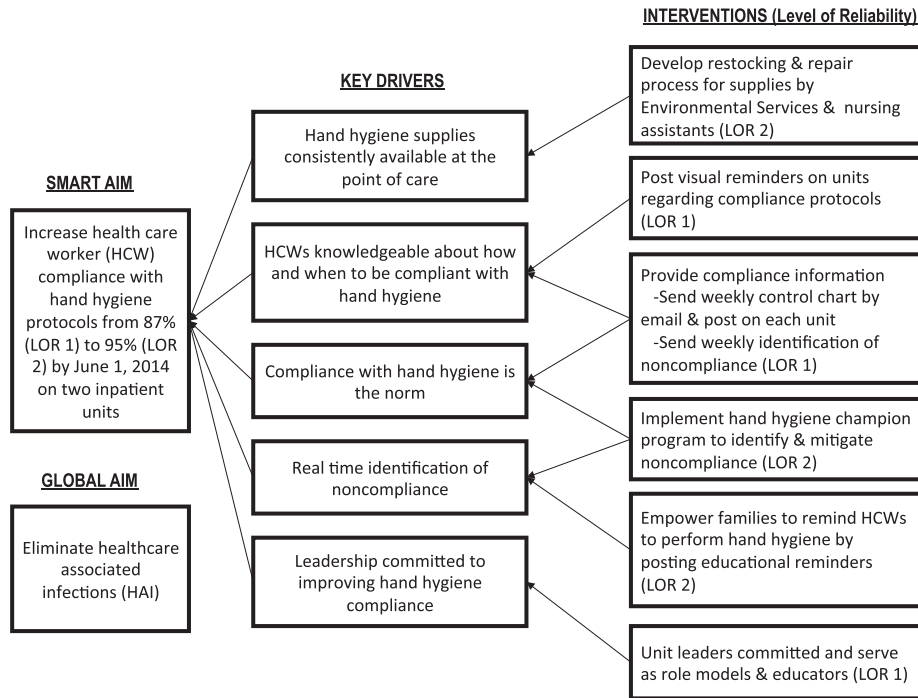 SMART AIM
Increase health care
worker (HCW)
compliance with
hand hygiene
protocols from 87%
(LOR 1) to 95% (LOR
2) by June 1, 2014
on two inpatient
units
GLOBAL AIM
Eliminate healthcare
associated
infections (HAI)
KEY DRIVERS
Hand hygiene supplies
consistently available at the
point of care
HCWs knowledgeable about how
and when to be compliant with
hand hygiene
Compliance with hand hygiene is
the norm
Real time identification of
noncompliance
Leadership committed to
improving hand hygiene
compliance
INTERVENTIONS (Level of Reliability)
Develop restocking & repair
process for supplies by
Environmental Services & nursing
assistants (LOR 2)
Post visual reminders on units
regarding compliance protocols
(LOR 1)
Provide compliance information
-Send weekly control chart by
email & post on each unit
-Send weekly identification of
noncompliance (LOR 1)
Implement hand hygiene champion
program to identify & mitigate
noncompliance (LOR 2)
Empower families to remind HCWs
to perform hand hygiene by
posting educational reminders
(LOR 2)
Unit leaders committed and serve
as role models & educators (LOR 1)